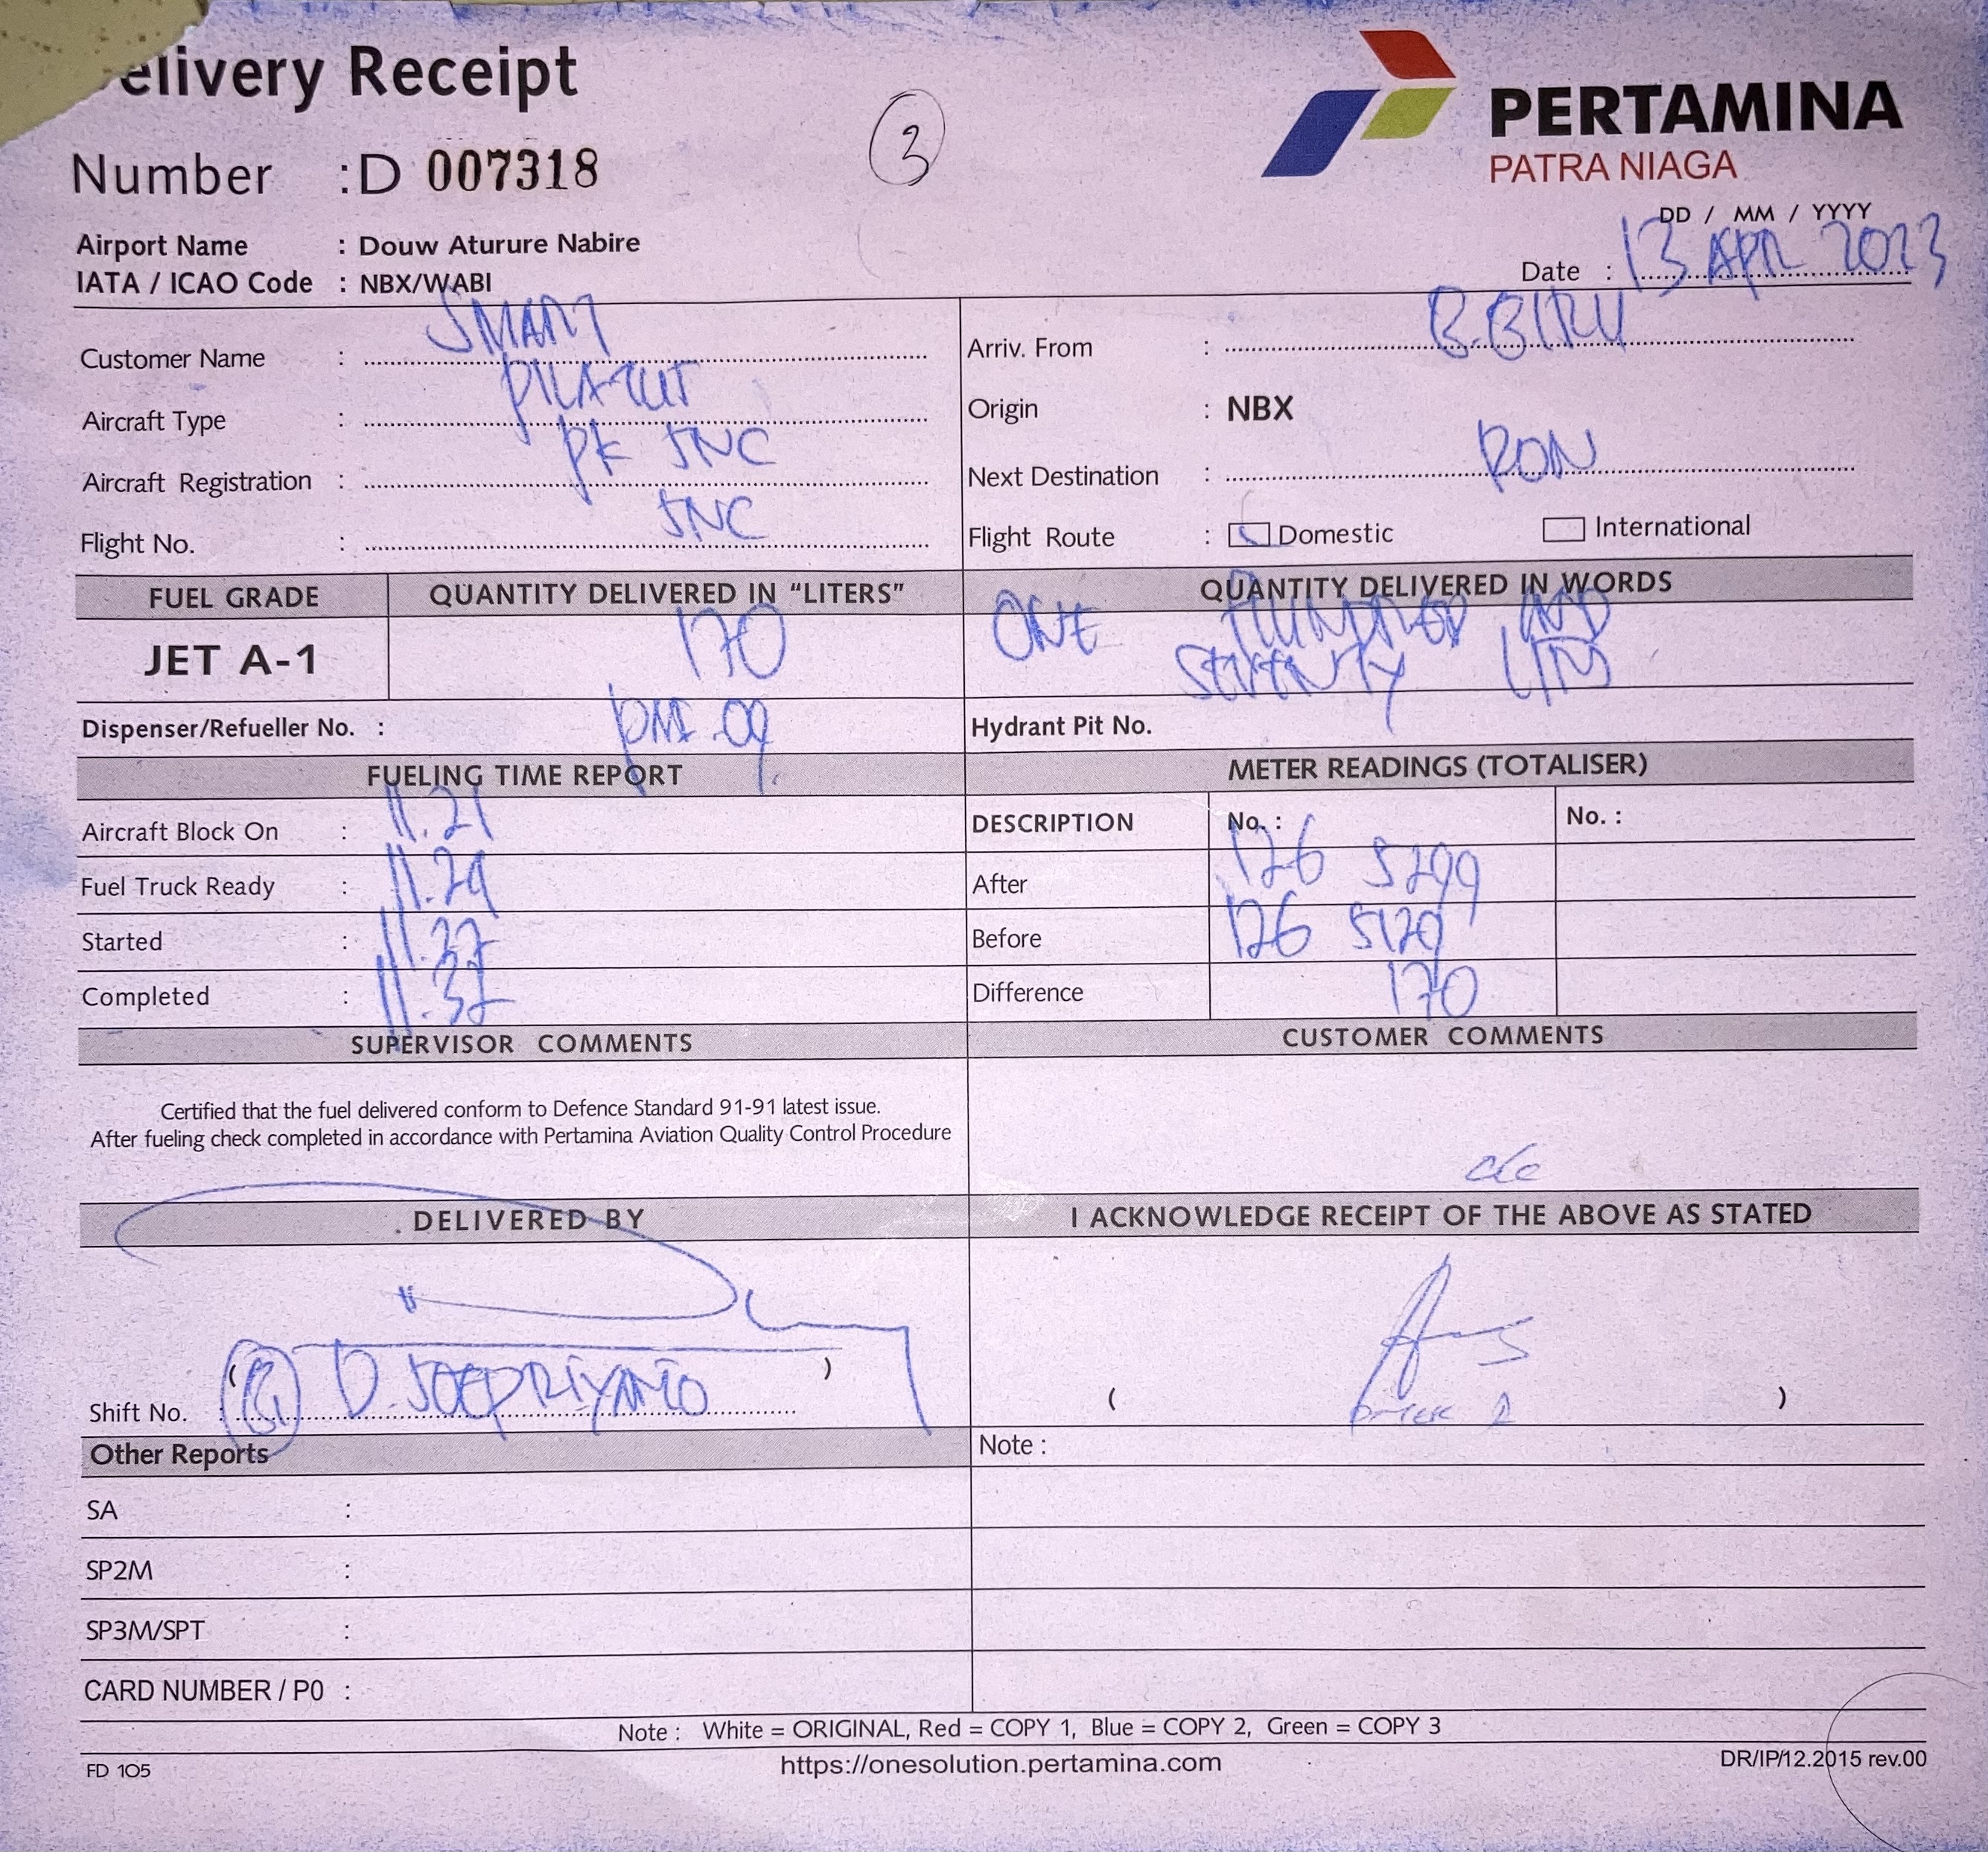 elivery Receipt
Number : D 007318
3
PERTAMINA
PATRA NIAGA
Airport Name : Douw Aturure Nabire
IATA / ICAO Code : NBX/WABI
DD / MM / YYYY
Date : 13 APR 2023
Customer Name : SMART
Aircraft Type :
Aircraft Registration : PK SNC
Flight No. : SNC
Arriv. From :
Origin : NBX
Next Destination : RON
Flight Route : Domestic International
FUEL GRADE QUANTITY DELIVERED IN “LITERS” QUANTITY DELIVERED IN WORDS
JET A-1 170 ONE HUNDRED AND
SEVENTY
Dispenser/Refueller No. : Hydrant Pit No.
FUELING TIME REPORT METER READINGS (TOTALISER)
Aircraft Block On : 11.21 DESCRIPTION No. : No. :
Fuel Truck Ready : 11.29 After 126 5299
Started : Before 126 5129
Completed : Difference 170
SUPERVISOR COMMENTS CUSTOMER COMMENTS
Certified that the fuel delivered conform to Defence Standard 91-91 latest issue.
After fueling check completed in accordance with Pertamina Aviation Quality Control Procedure
DELIVERED BY I ACKNOWLEDGE RECEIPT OF THE ABOVE AS STATED
Shift No. : ( D. SOEPRIYANTO ) ( )
Other Reports Note :
SA :
SP2M :
SP3M/SPT :
CARD NUMBER / P0 :
Note : White = ORIGINAL, Red = COPY 1, Blue = COPY 2, Green = COPY 3
FD 105 https://onesolution.pertamina.com DR/IP/12.2015 rev.00